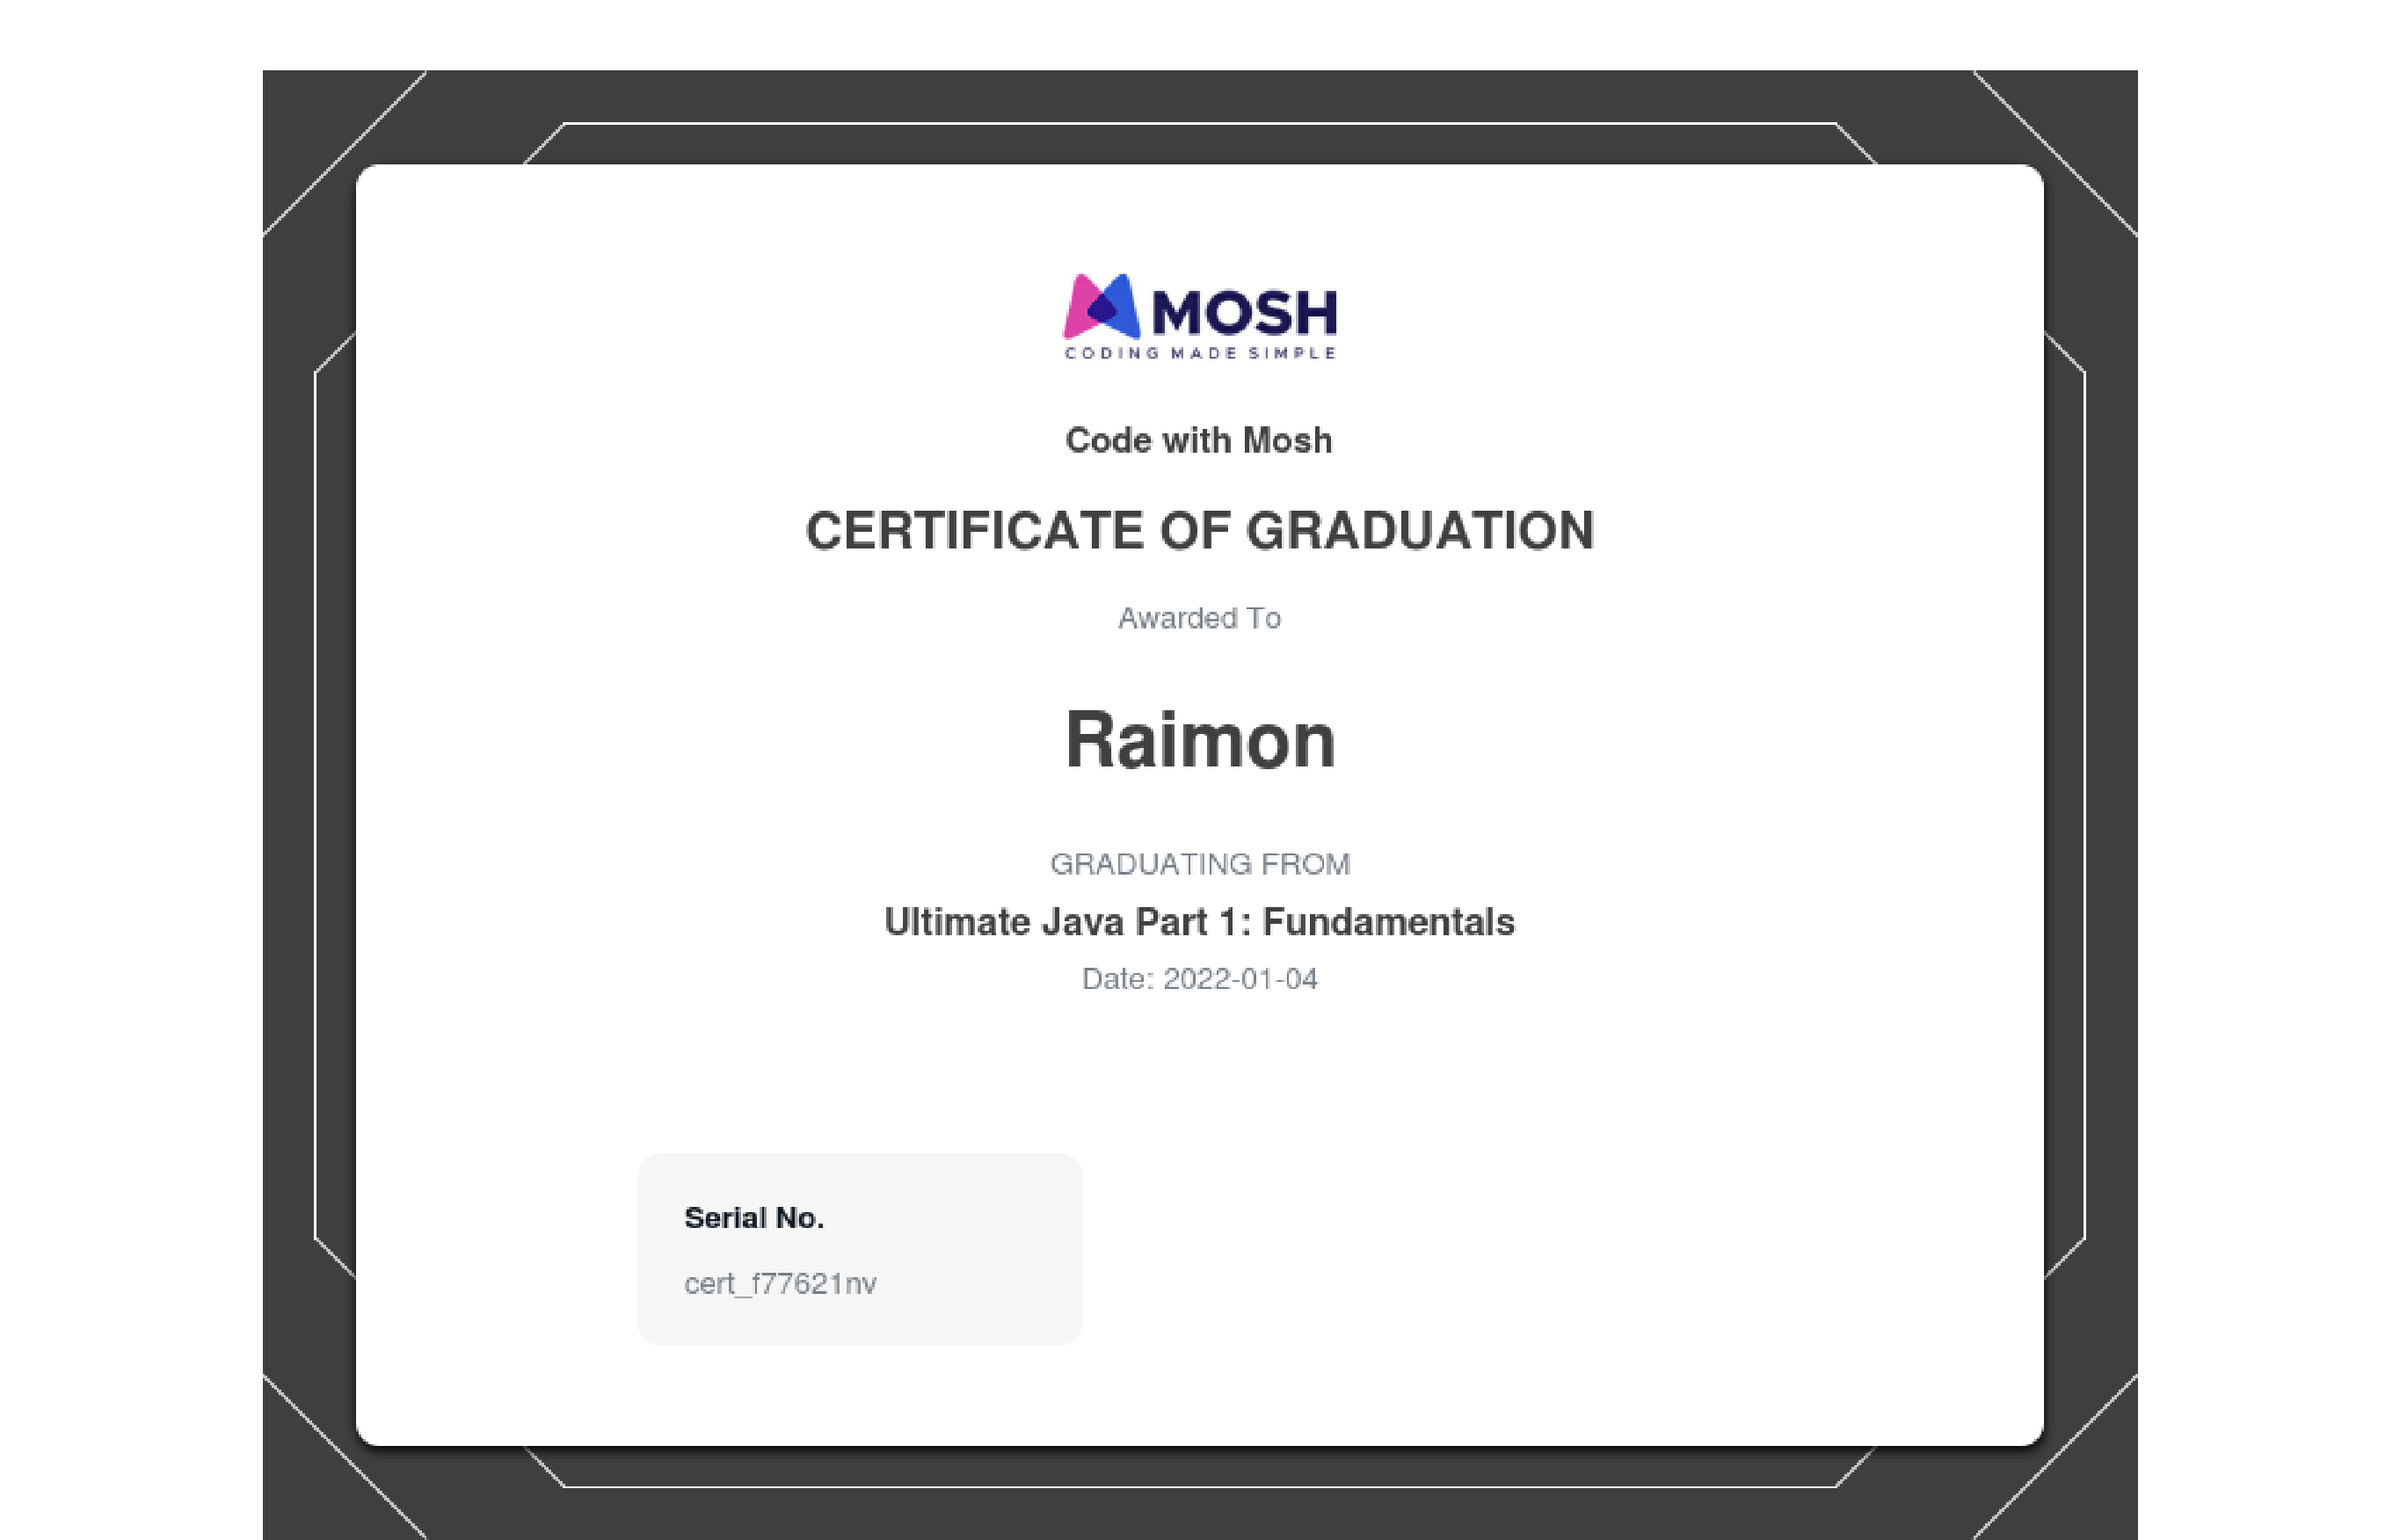 MOSH
CODING MADE SIMPLE
Code with Mosh
CERTIFICATE OF GRADUATION
Awarded To
Raimon
GRADUATING FROM
Ultimate Java Part 1: Fundamentals
Date: 2022-01-04
Serial No.
cert_f77621nv